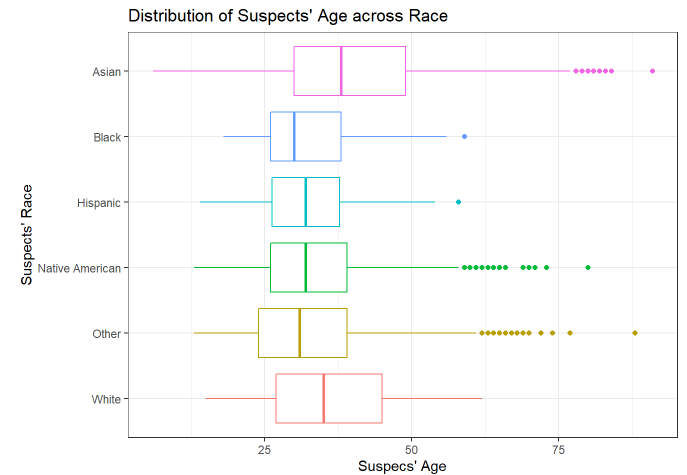 Distribution of Suspects' Age across Race
Suspects' Race
Asian
Black
Hispanic
Native American
Other
White
25 50 75
Suspecs' Age